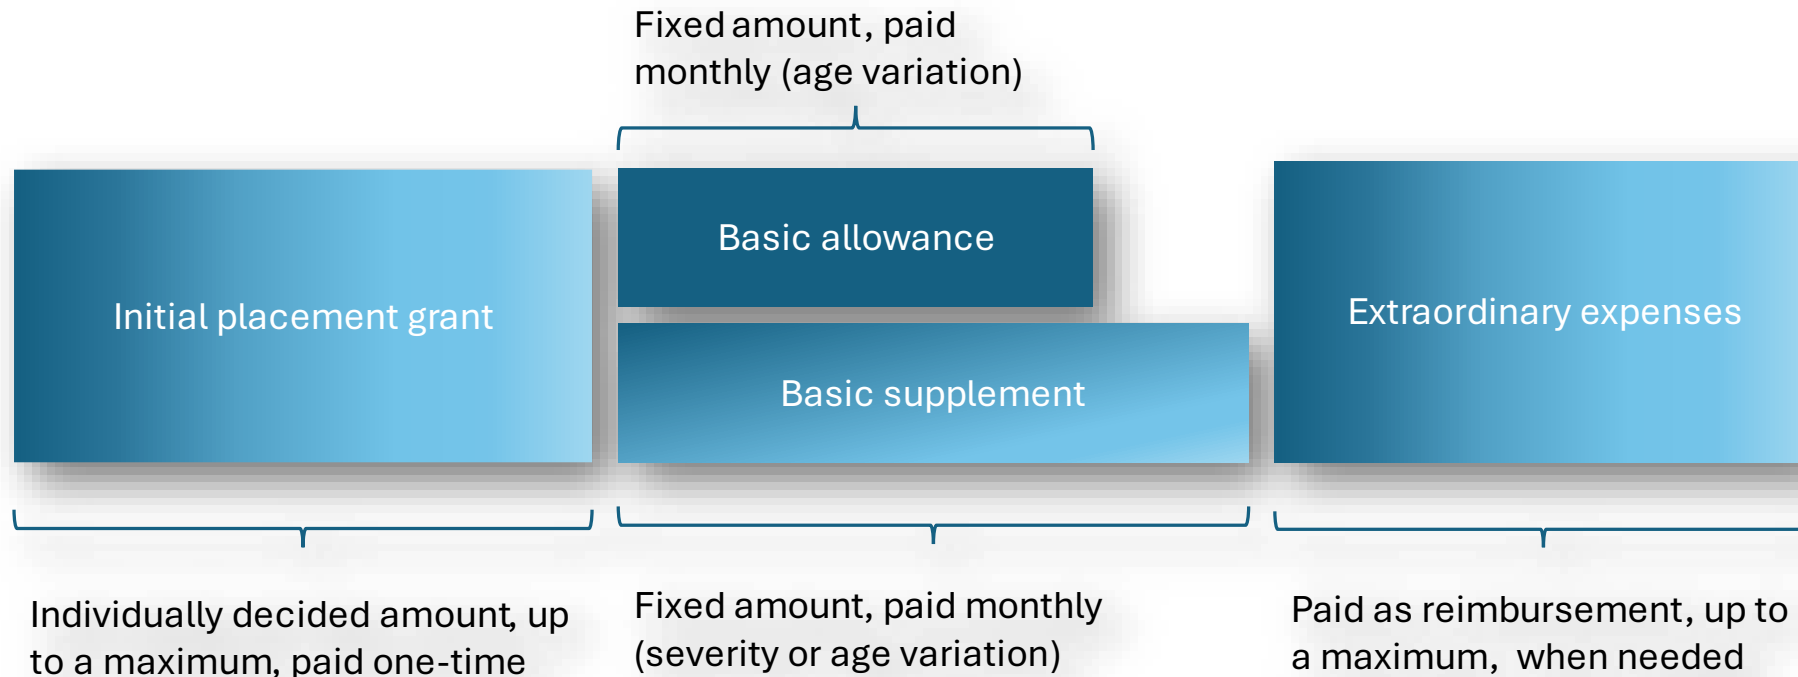 Fixed amount, paid
monthly (age variation)
Basic allowance
Initial placement grant
Extraordinary expenses
Basic supplement
Individually decided amount, up
to a maximum, paid one-time
Fixed amount, paid monthly
(severity or age variation)
Paid as reimbursement, up to
a maximum, when needed